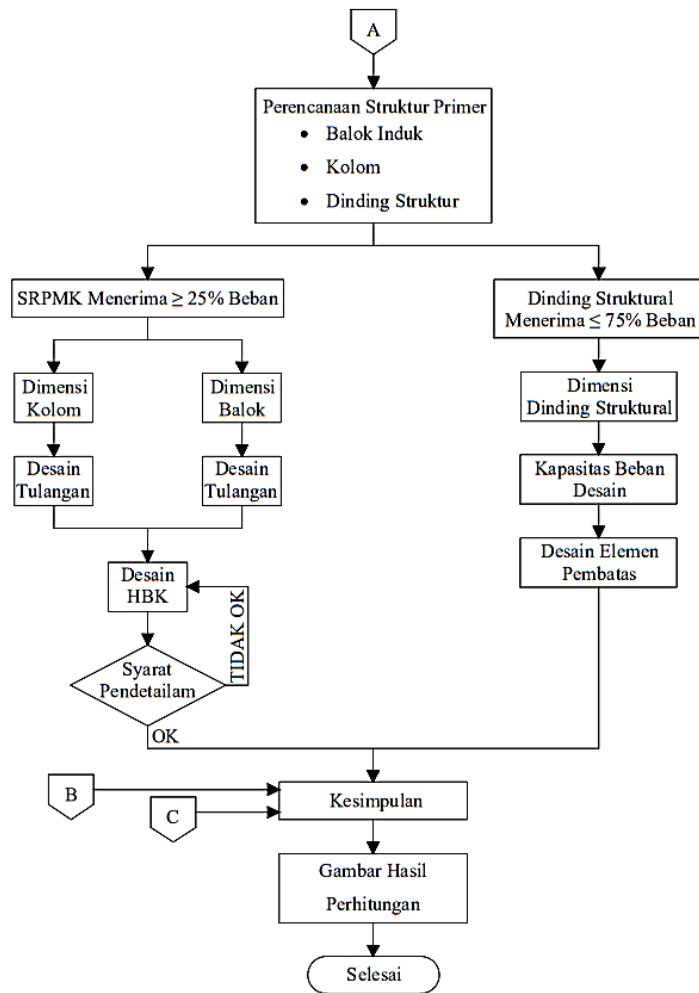 A
Perencanaan Struktur Primer
• Balok Induk
• Kolom
• Dinding Struktur
SRPMK Menerima ≥ 25% Beban
Dimensi
Kolom
Dimensi
Balok
Desain
Tulangan
Desain
Tulangan
Desain
HBK
TIDAK OK
Syarat
Pendetailam
OK
Dinding Struktural
Menerima ≤ 75% Beban
Dimensi
Dinding Struktural
Kapasitas Beban
Desain
Desain Elemen
Pembatas
B
C
Kesimpulan
Gambar Hasil
Perhitungan
Selesai